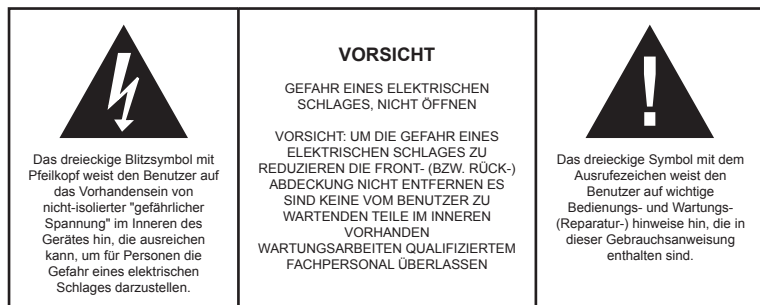 Das dreieckige Blitzsymbol mit
Pfeilkopf weist den Benutzer auf
das Vorhandensein von
nicht-isolierter "gefährlicher
Spannung" im Inneren des
Gerätes hin, die ausreichen
kann, um für Personen die
Gefahr eines elektrischen
Schlages darzustellen.
VORSICHT
GEFAHR EINES ELEKTRISCHEN
SCHLAGES, NICHT ÖFFNEN
VORSICHT: UM DIE GEFAHR EINES
ELEKTRISCHEN SCHLAGES ZU
REDUZIEREN DIE FRONT- (BZW. RÜCK-)
ABDECKUNG NICHT ENTFERNEN ES
SIND KEINE VOM BENUTZER ZU
WARTENDEN TEILE IM INNEREN
VORHANDEN
WARTUNGSARBEITEN QUALIFIZIERTEM
FACHPERSONAL ÜBERLASSEN
!
Das dreieckige Symbol mit dem
Ausrufezeichen weist den
Benutzer auf wichtige
Bedienungs- und Wartungs-
(Reparatur-) hinweise hin, die in
dieser Gebrauchsanweisung
enthalten sind.